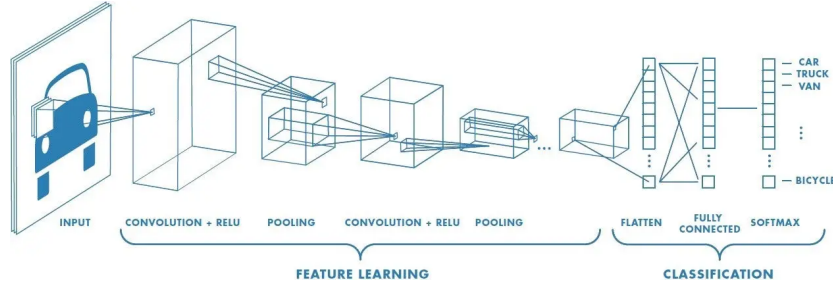 CAR
TRUCK
VAN
BICYCLE
INPUT
CONVOLUTION + RELU
POOLING
CONVOLUTION + RELU
POOLING
FLATTEN
FULLY
CONNECTED
SOFTMAX
FEATURE LEARNING
CLASSIFICATION